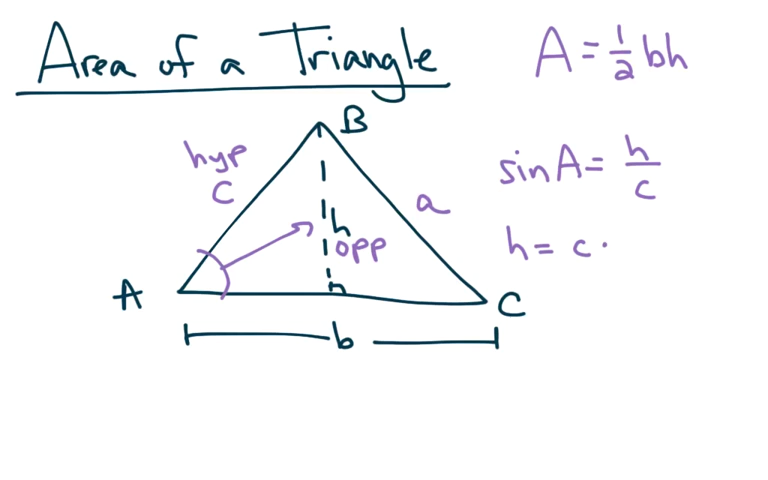 Area of a Triangle
A = 1/2 bh
B
hyp
c
a
sin A = h/c
h
opp
h = c ·
A
C
b